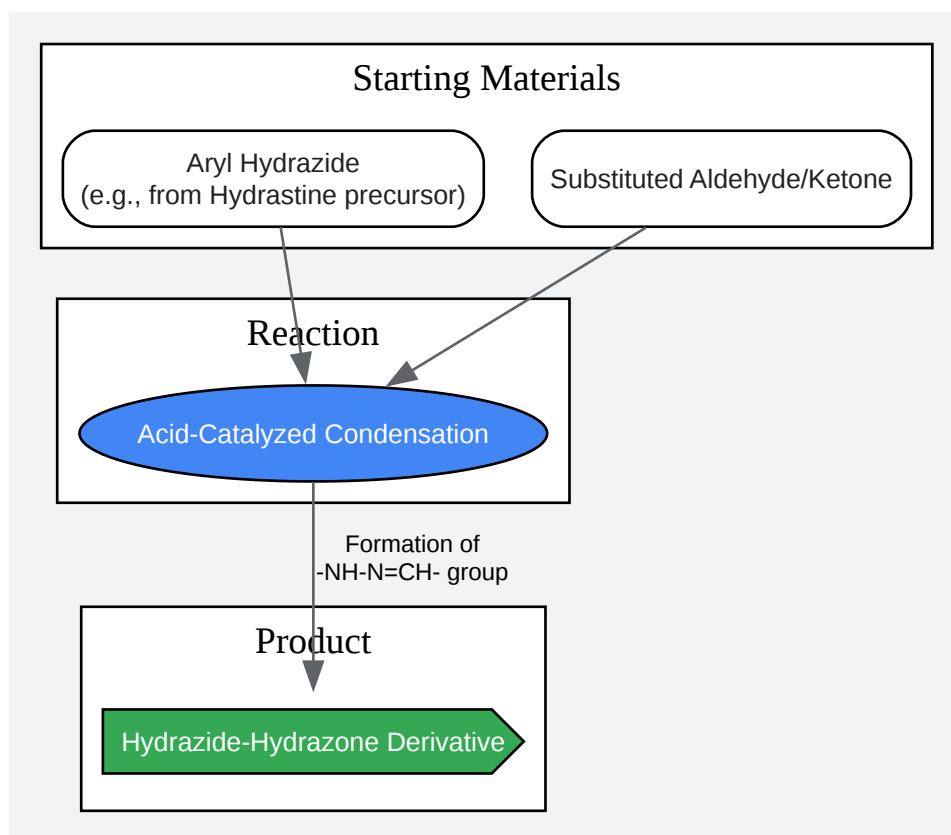 Starting Materials
Aryl Hydrazide
(e.g., from Hydrastine precursor)
Substituted Aldehyde/Ketone
Reaction
Acid-Catalyzed Condensation
Formation of
-NH-N=CH- group
Product
Hydrazide-Hydrazone Derivative